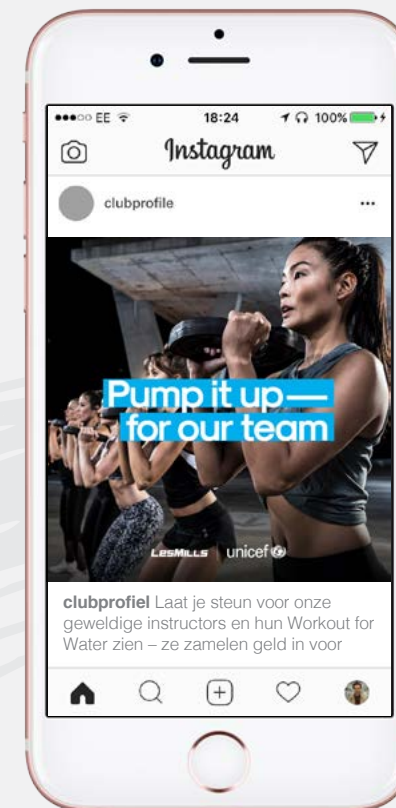 EE 18:24 100%
Instagram
clubprofile
Pump it up—
for our team
LESMILLS unicef
clubprofiel Laat je steun voor onze
geweldige instructors en hun Workout for
Water zien – ze zamelen geld in voor